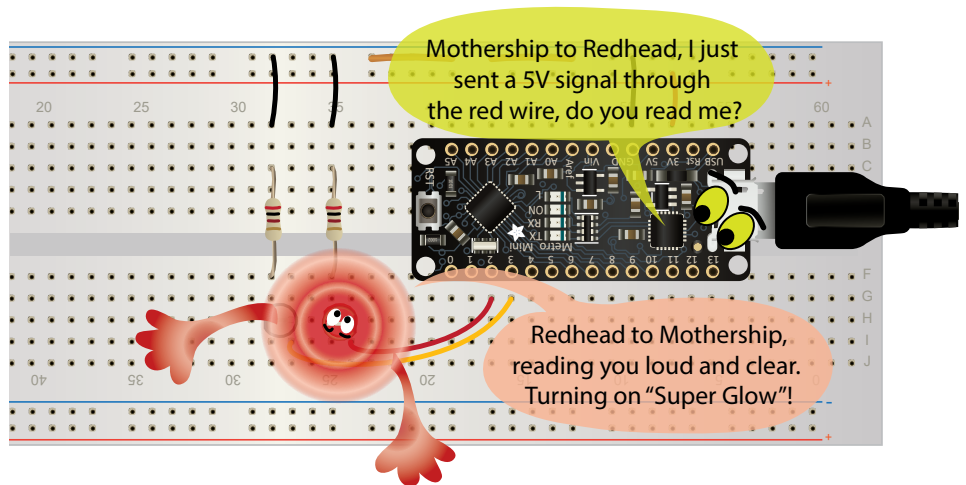 Mothership to Redhead, I just
sent a 5V signal through
the red wire, do you read me?
20 25 30 35 55 60
A
B
C
A5 A4 A3 A2 A1 A0 Aref Vin GND 5V 3V Rst USB
RST
L
ON
RX
TX
Metro
Mini
0 1 2 3 4 5 6 7 8 9 10 11 12 13
F
G
H
I
J
Redhead to Mothership,
reading you loud and clear.
Turning on “Super Glow”!
40 35 30 25 20 0
+
+